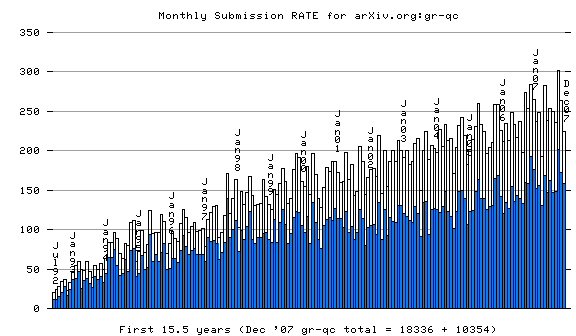 Monthly Submission RATE for arXiv.org:gr-qc
350
300
250
200
150
100
50
0
Jul92
Jan93
Jan94
Jan96
Jan97
Jan98
Jan99
Jan00
Jan01
Jan02
Jan03
Jan04
Jan06
Jan07
Dec07
First 15.5 years (Dec '07 gr-qc total = 18336 + 10354)